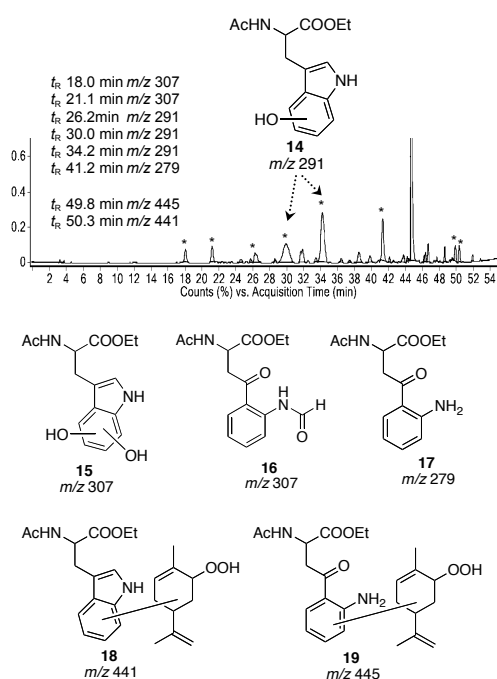 AcHN COOEt
NH
HO
14
m/z 291
tR 18.0 min m/z 307
tR 21.1 min m/z 307
tR 26.2min m/z 291
tR 30.0 min m/z 291
tR 34.2 min m/z 291
tR 41.2 min m/z 279
tR 49.8 min m/z 445
tR 50.3 min m/z 441
0.6
0.4
0.2
0
* * * * * * * *
2 4 6 8 10 12 14 16 18 20 22 24 26 28 30 32 34 36 38 40 42 44 46 48 50 52 54
Counts (%) vs. Acquisition Time (min)
AcHN COOEt
NH
HO
OH
15
m/z 307
AcHN COOEt
O
H
N H
O
16
m/z 307
AcHN COOEt
O
NH2
17
m/z 279
AcHN COOEt
NH
OOH
18
m/z 441
AcHN COOEt
O
NH2
OOH
19
m/z 445